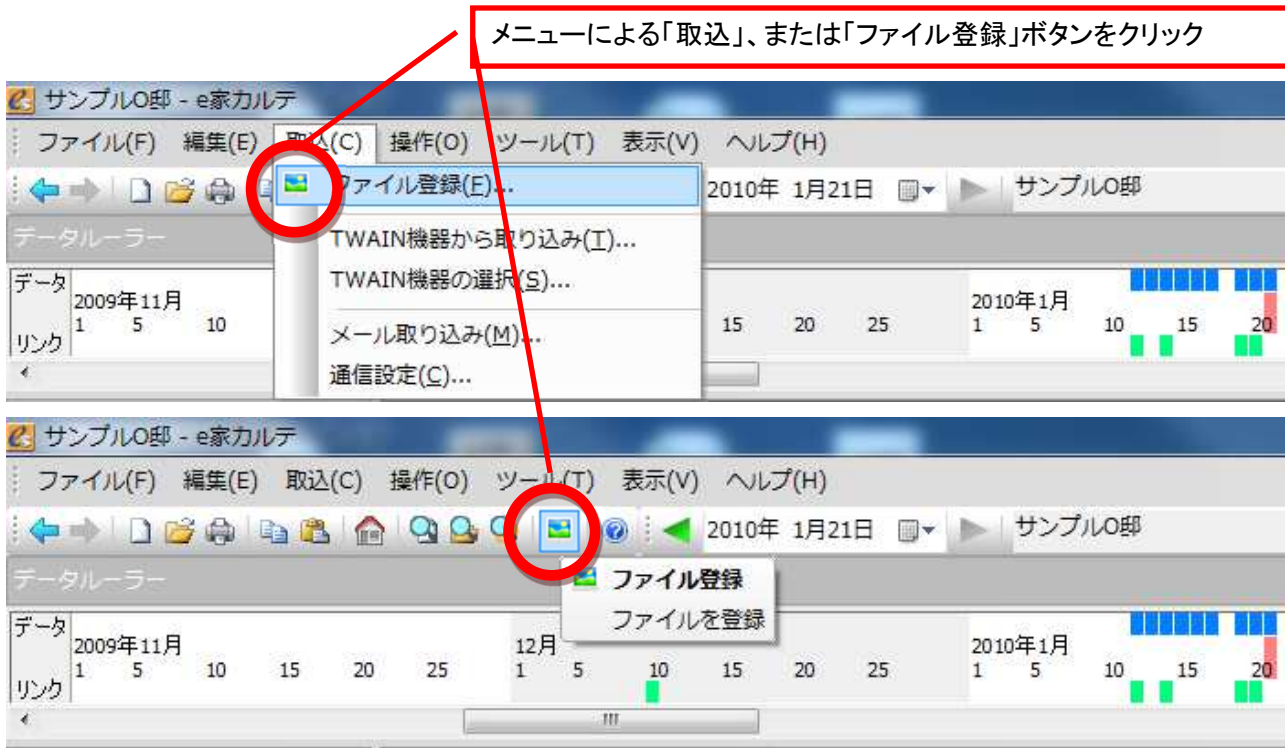 メニューによる「取込」、または「ファイル登録」ボタンをクリック
サンプルO邸 - e家カルテ
ファイル(F) 編集(E) 取込(C) 操作(O) ツール(T) 表示(V) ヘルプ(H)
ファイル登録(F)... 2010年 1月21日 サンプルO邸
データルーラー
TWAIN機器から取り込み(T)...
TWAIN機器の選択(S)...
メール取り込み(M)...
通信設定(C)...
データ
2009年11月 2010年1月
1 5 10 15 20 25 1 5 10 15 20
リンク
サンプルO邸 - e家カルテ
ファイル(F) 編集(E) 取込(C) 操作(O) ツール(T) 表示(V) ヘルプ(H)
2010年 1月21日 サンプルO邸
データルーラー
ファイル登録
ファイルを登録
データ
2009年11月 12月 2010年1月
1 5 10 15 20 25 1 5 10 15 20 25 1 5 10 15 20
リンク